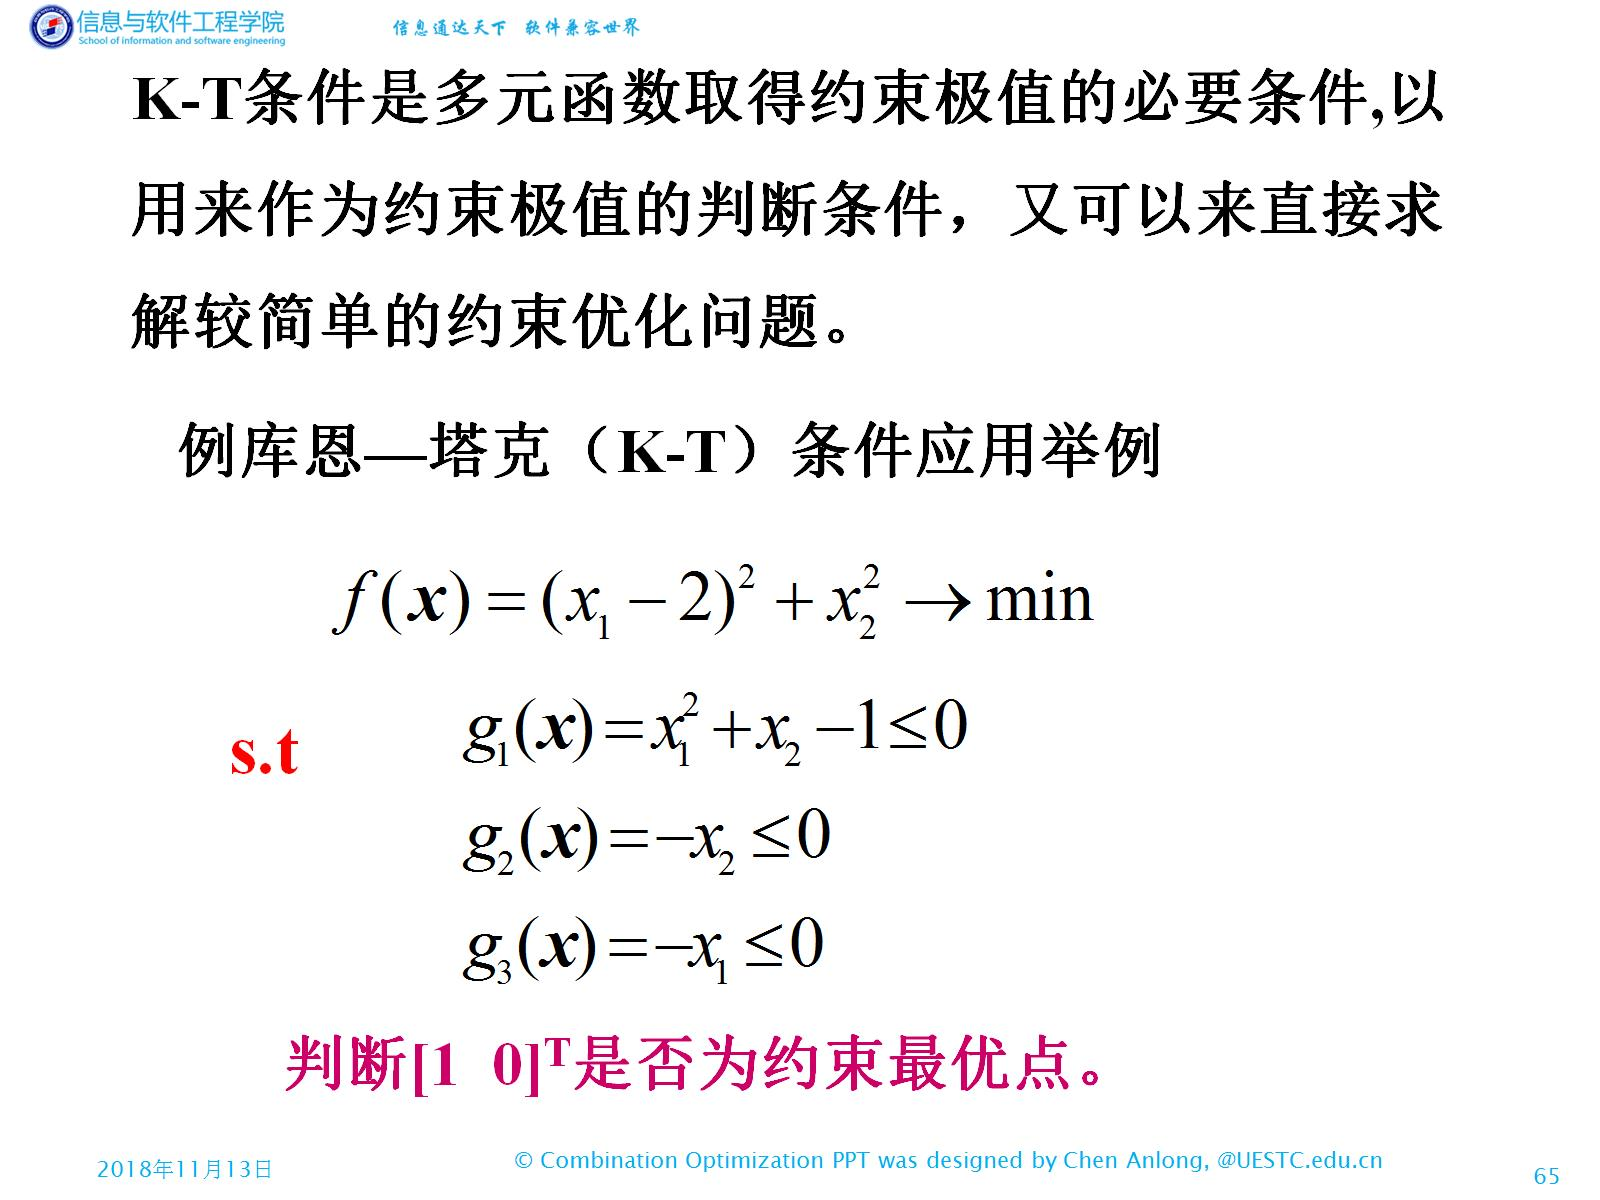 信息与软件工程学院
School of information and software engineering
信息通达天下 软件兼容世界
K-T条件是多元函数取得约束极值的必要条件,以
用来作为约束极值的判断条件，又可以来直接求
解较简单的约束优化问题。
例库恩—塔克（K-T）条件应用举例
f(x) = (x₁ − 2)² + x₂² → min
s.t
g₁(x) = x₁² + x₂ − 1 ≤ 0
g₂(x) = −x₂ ≤ 0
g₃(x) = −x₁ ≤ 0
判断[1 0]ᵀ是否为约束最优点。
2018年11月13日
© Combination Optimization PPT was designed by Chen Anlong, @UESTC.edu.cn
65